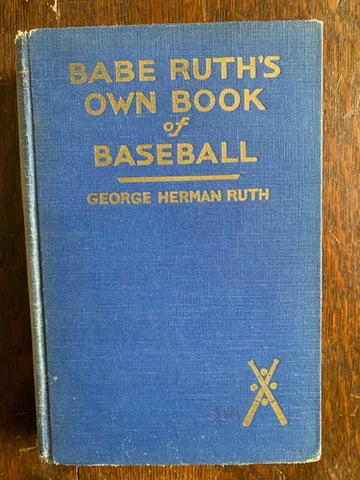 BABE RUTH'S
OWN BOOK
of
BASEBALL
GEORGE HERMAN RUTH